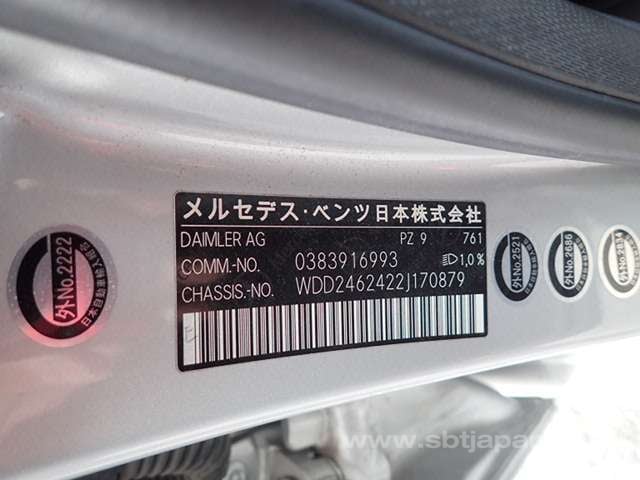 メルセデス・ベンツ日本株式会社
DAIMLER AG PZ 9 761
COMM.-NO. 0383916993 1,0%
CHASSIS.-NO. WDD2462422J170879
外No.2222
日本自動車輸入組合
外No.2521
外No.2686
www.sbtjapan